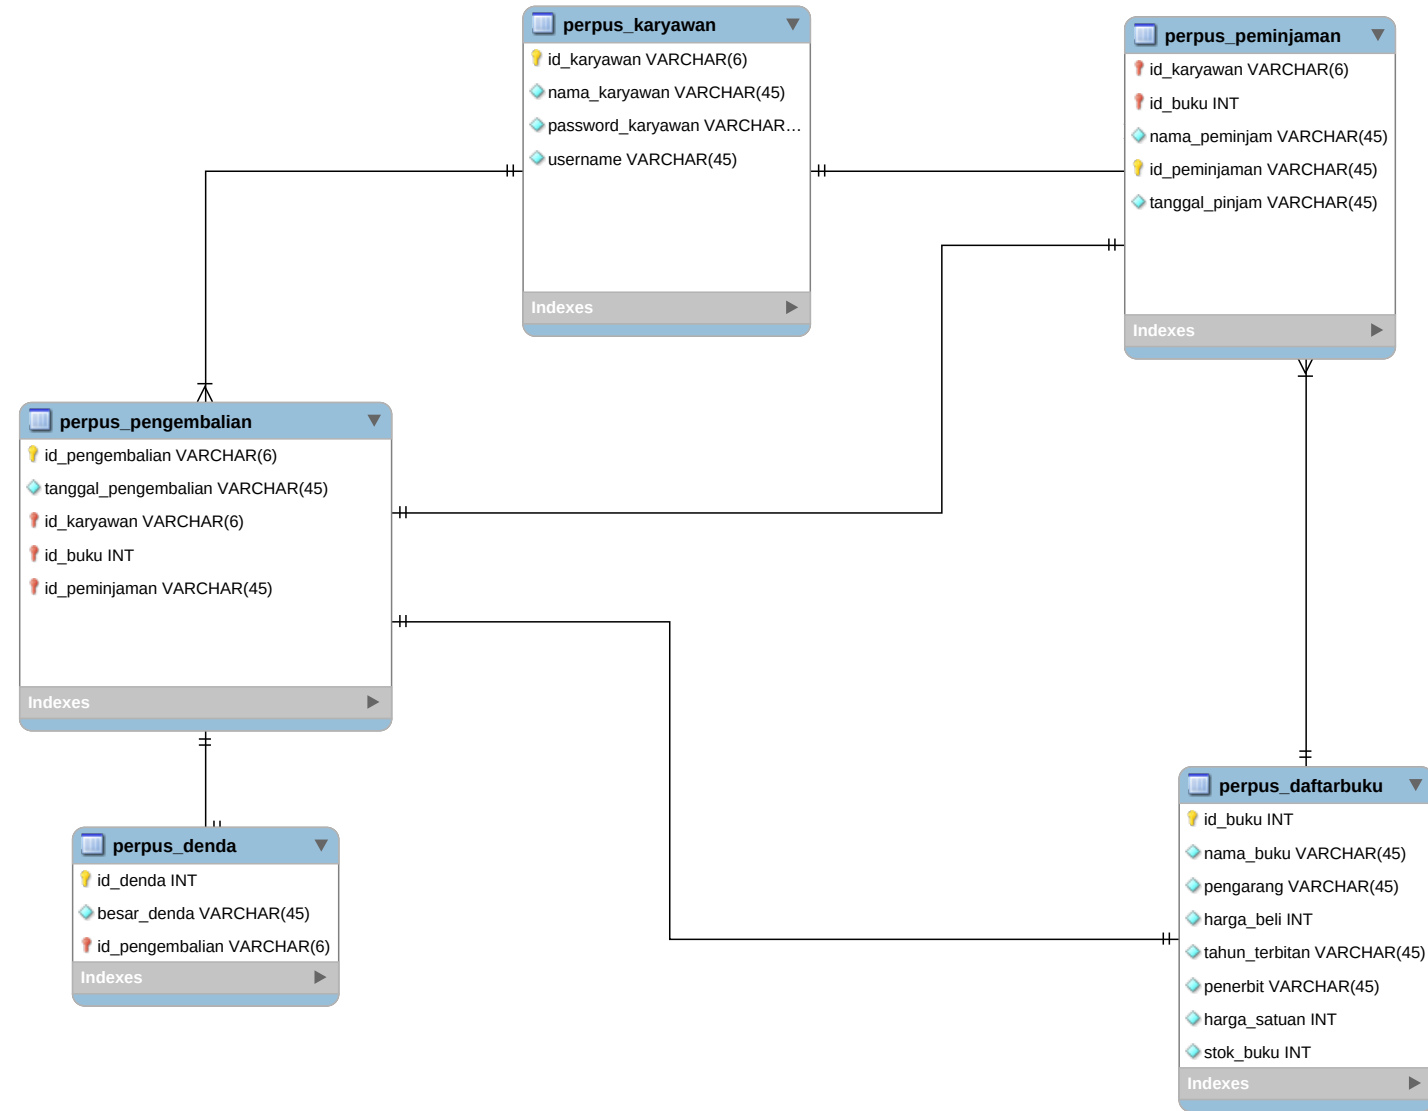 perpus_karyawan
id_karyawan VARCHAR(6)
nama_karyawan VARCHAR(45)
password_karyawan VARCHAR...
username VARCHAR(45)
Indexes
perpus_peminjaman
id_karyawan VARCHAR(6)
id_buku INT
nama_peminjam VARCHAR(45)
id_peminjaman VARCHAR(45)
tanggal_pinjam VARCHAR(45)
Indexes
perpus_pengembalian
id_pengembalian VARCHAR(6)
tanggal_pengembalian VARCHAR(45)
id_karyawan VARCHAR(6)
id_buku INT
id_peminjaman VARCHAR(45)
Indexes
perpus_denda
id_denda INT
besar_denda VARCHAR(45)
id_pengembalian VARCHAR(6)
Indexes
perpus_daftarbuku
id_buku INT
nama_buku VARCHAR(45)
pengarang VARCHAR(45)
harga_beli INT
tahun_terbitan VARCHAR(45)
penerbit VARCHAR(45)
harga_satuan INT
stok_buku INT
Indexes